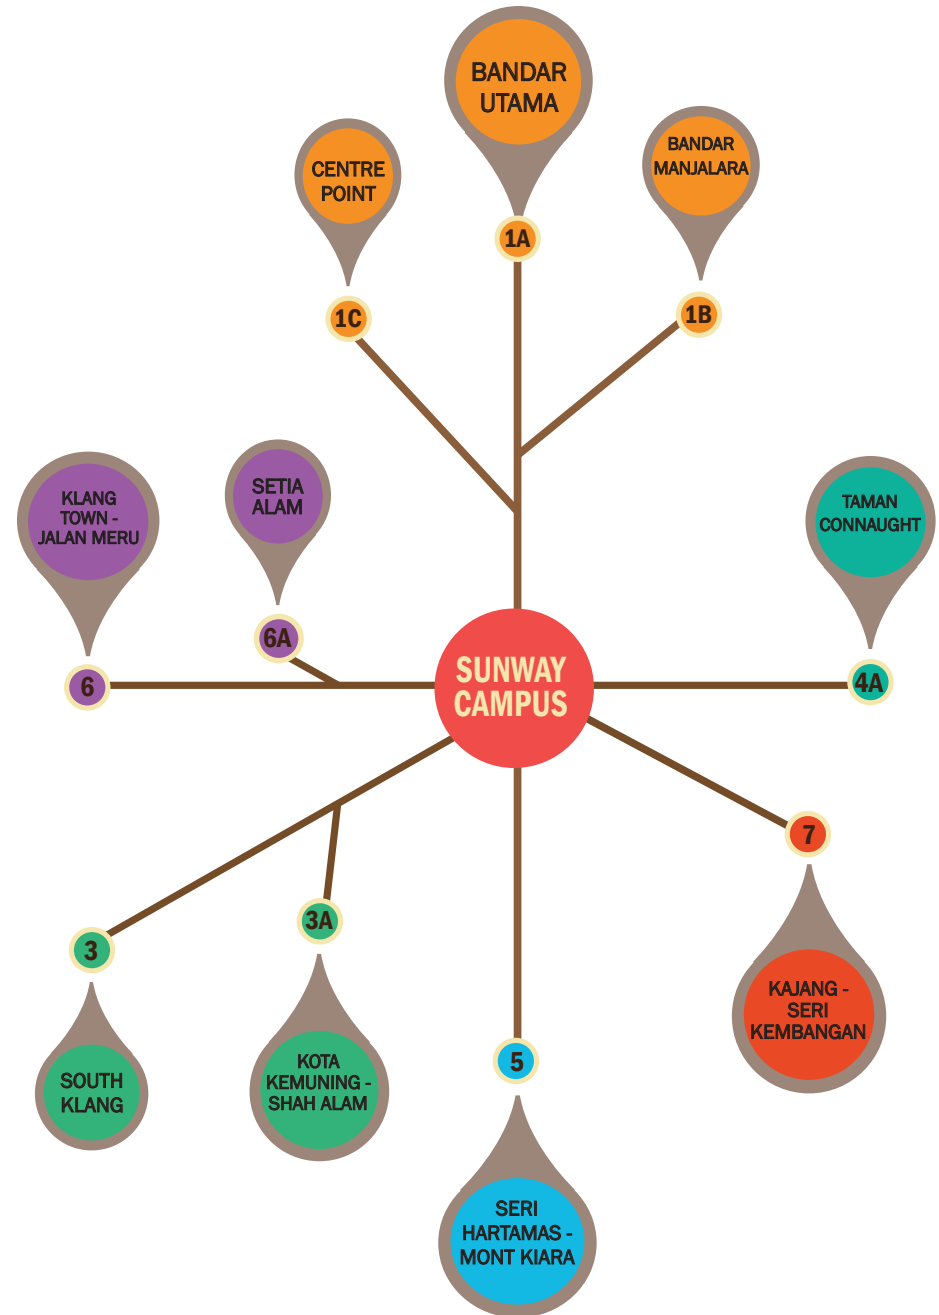 BANDAR
UTAMA
CENTRE
POINT
BANDAR
MANJALARA
1A
1C
1B
KLANG
TOWN -
JALAN MERU
SETIA
ALAM
TAMAN
CONNAUGHT
6A
6
SUNWAY
CAMPUS
4A
7
3
3A
5
KAJANG -
SERI
KEMBANGAN
SOUTH
KLANG
KOTA
KEMUNING -
SHAH ALAM
SERI
HARTAMAS -
MONT KIARA